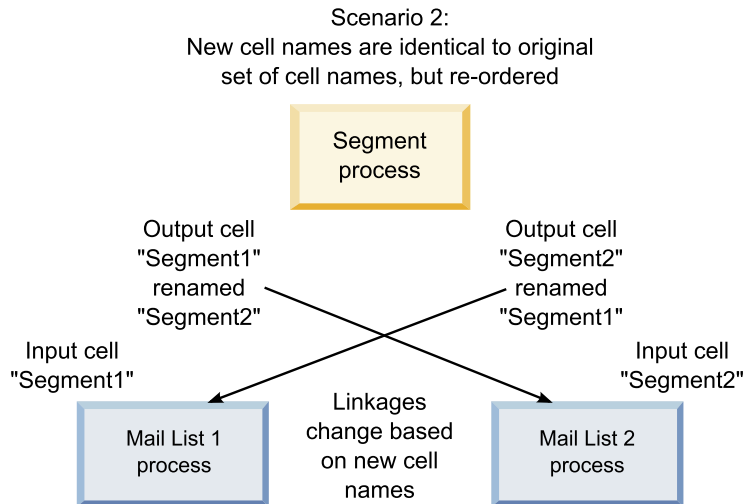 Scenario 2:
New cell names are identical to original
set of cell names, but re-ordered
Segment
process
Output cell
"Segment1"
renamed
"Segment2"
Output cell
"Segment2"
renamed
"Segment1"
Input cell
"Segment1"
Input cell
"Segment2"
Mail List 1
process
Linkages
change based
on new cell
names
Mail List 2
process